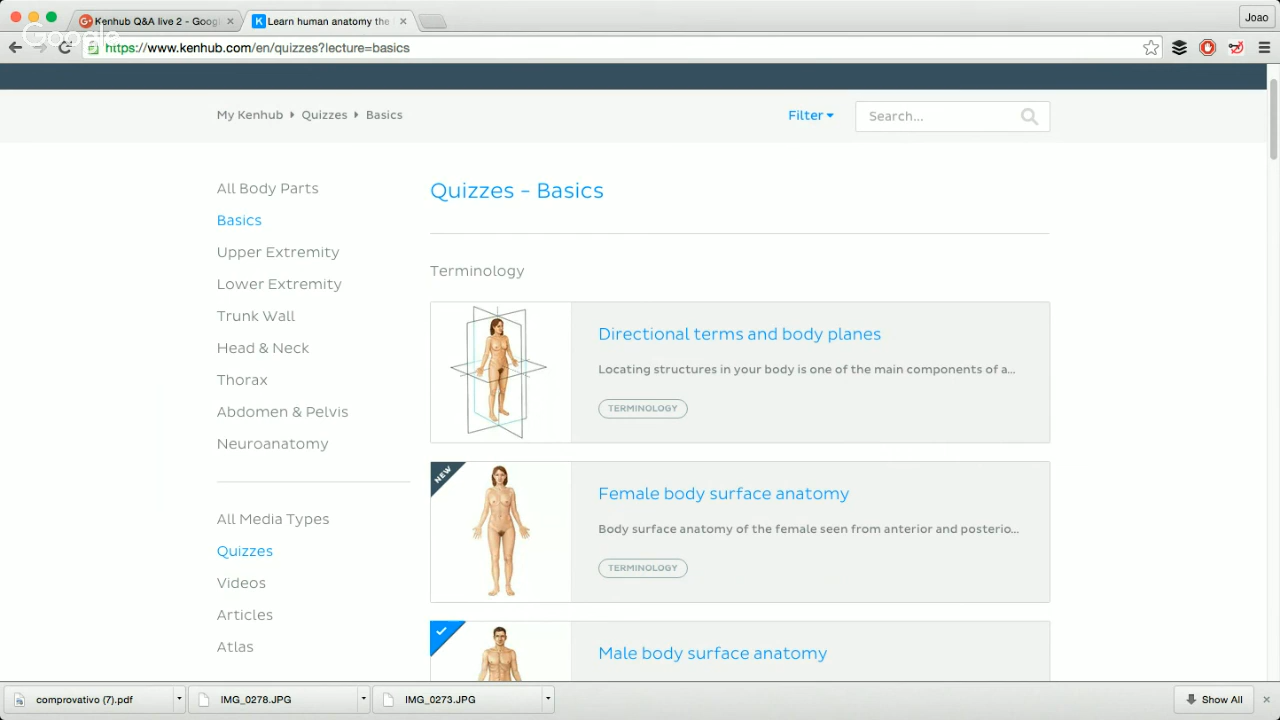 Kenhub Q&A live 2 - Googl
Learn human anatomy the
Joao
Google
https://www.kenhub.com/en/quizzes?lecture=basics
My Kenhub
Quizzes
Basics
Filter
Search...
All Body Parts
Basics
Upper Extremity
Lower Extremity
Trunk Wall
Head & Neck
Thorax
Abdomen & Pelvis
Neuroanatomy
All Media Types
Quizzes
Videos
Articles
Atlas
Quizzes - Basics
Terminology
Directional terms and body planes
Locating structures in your body is one of the main components of a...
TERMINOLOGY
NEW
Female body surface anatomy
Body surface anatomy of the female seen from anterior and posterio...
TERMINOLOGY
Male body surface anatomy
comprovativo (7).pdf
IMG_0278.JPG
IMG_0273.JPG
Show All